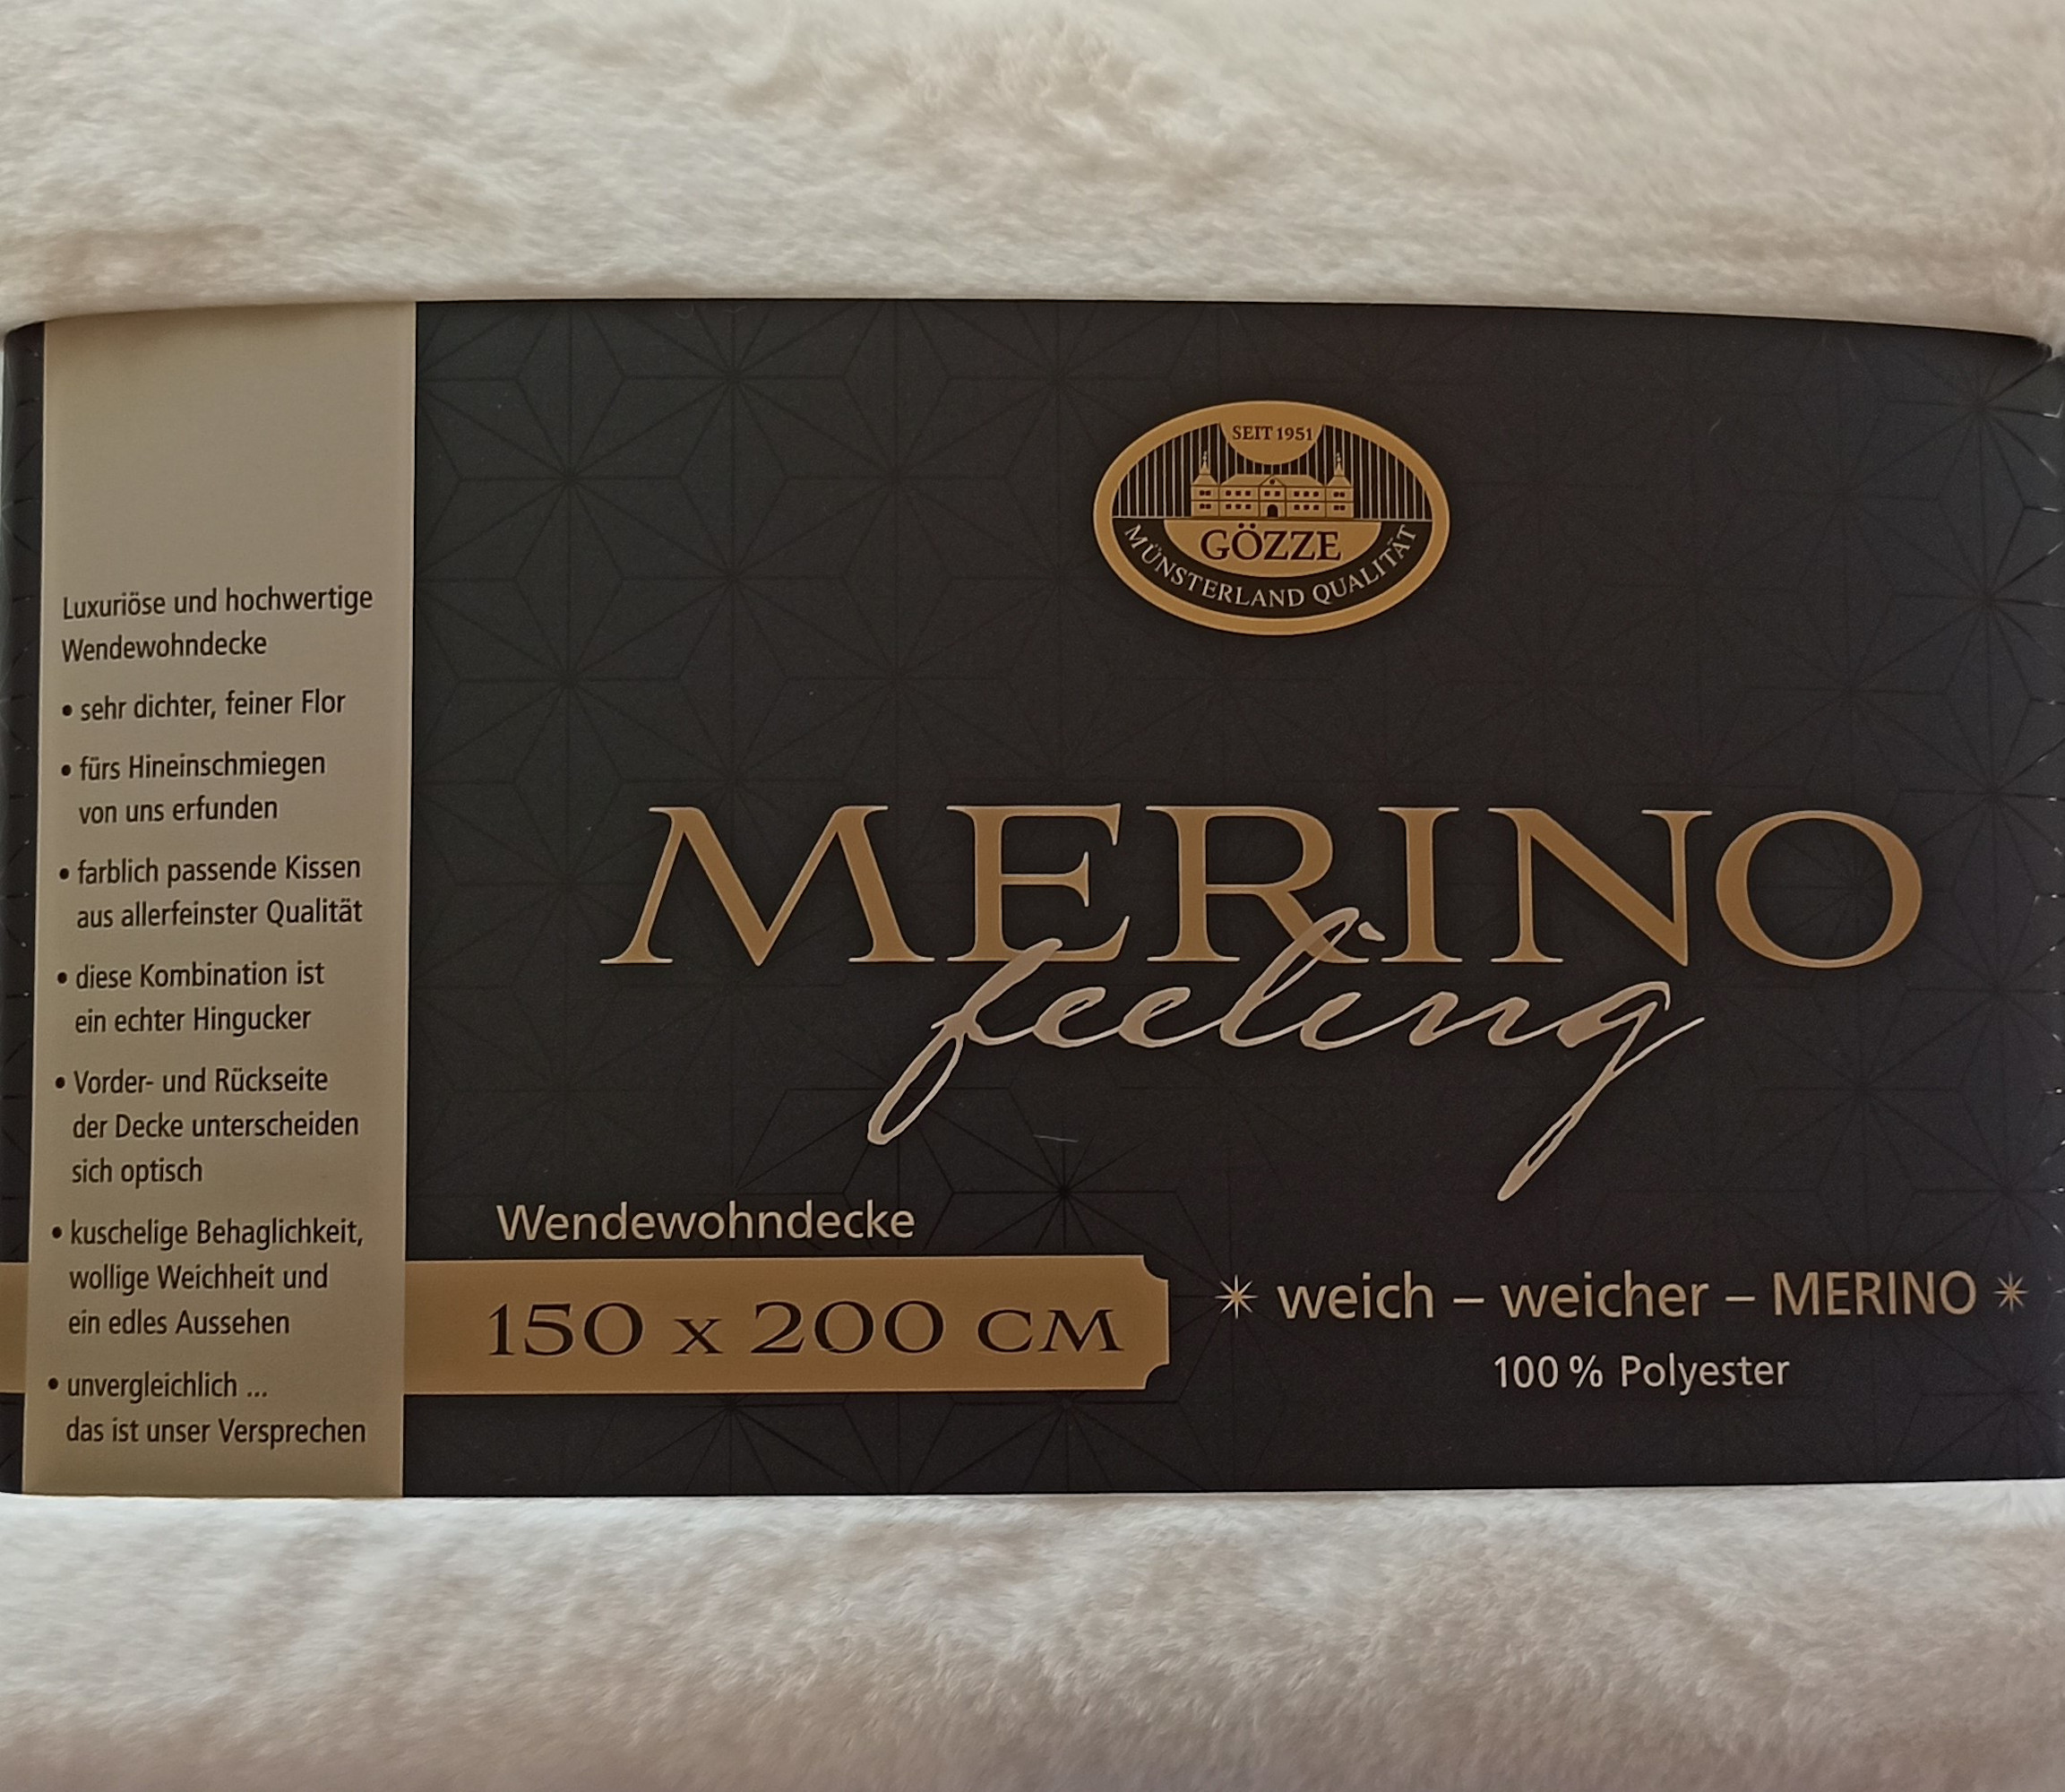 Luxuriöse und hochwertige
Wendewohndecke
• sehr dichter, feiner Flor
• fürs Hineinschmiegen
von uns erfunden
• farblich passende Kissen
aus allerfeinster Qualität
• diese Kombination ist
ein echter Hingucker
• Vorder- und Rückseite
der Decke unterscheiden
sich optisch
• kuschelige Behaglichkeit,
wollige Weichheit und
ein edles Aussehen
• unvergleichlich ...
das ist unser Versprechen
SEIT 1951
GÖZZE
MÜNSTERLAND QUALITÄT
MERINO
feeling
Wendewohndecke
150 x 200 CM
* weich – weicher – MERINO *
100 % Polyester